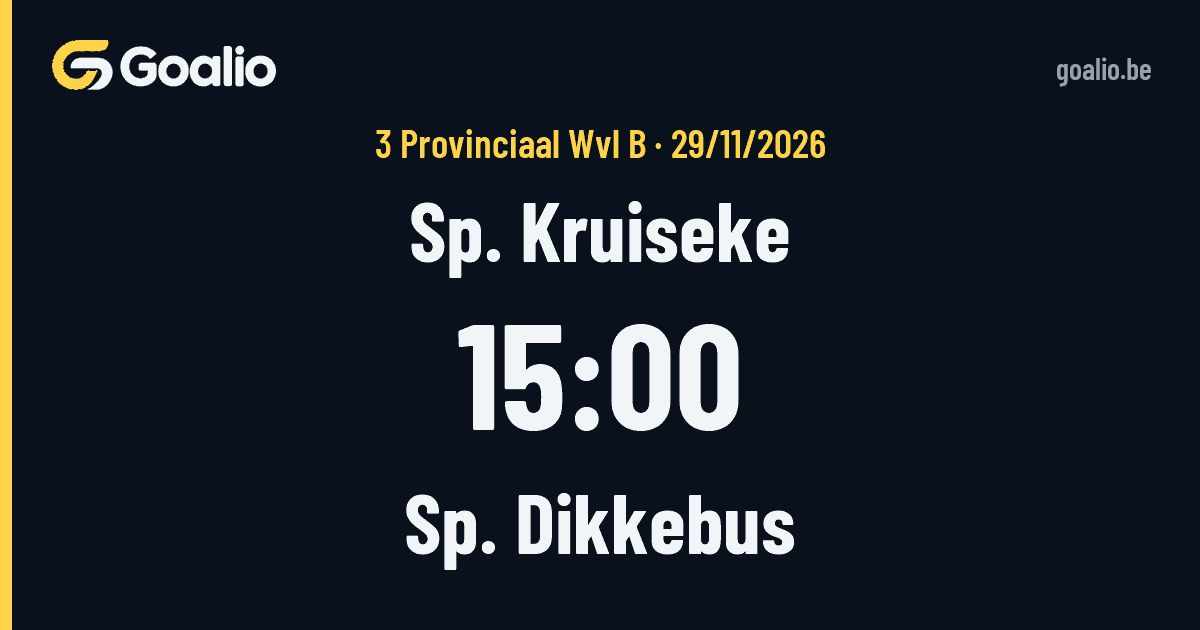 Goalio
goalio.be
3 Provinciaal Wvl B · 29/11/2026
Sp. Kruiseke
15:00
Sp. Dikkebus